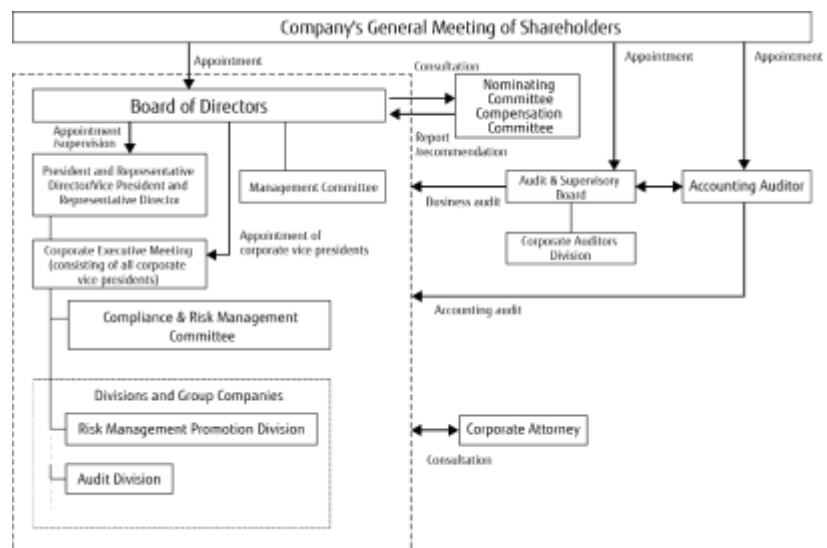 Company's General Meeting of Shareholders
Appointment
Appointment
Appointment
Consultation
Board of Directors
Nominating
Committee
Compensation
Committee
Appointment
/supervision
Report
/recommendation
President and Representative
Director/Vice President and
Representative Director
Management Committee
Business audit
Audit & Supervisory
Board
Accounting Auditor
Appointment of
corporate vice presidents
Corporate Auditors
Division
Corporate Executive Meeting
(consisting of all corporate
vice presidents)
Accounting audit
Compliance & Risk Management
Committee
Divisions and Group Companies
Risk Management Promotion Division
Corporate Attorney
Consultation
Audit Division